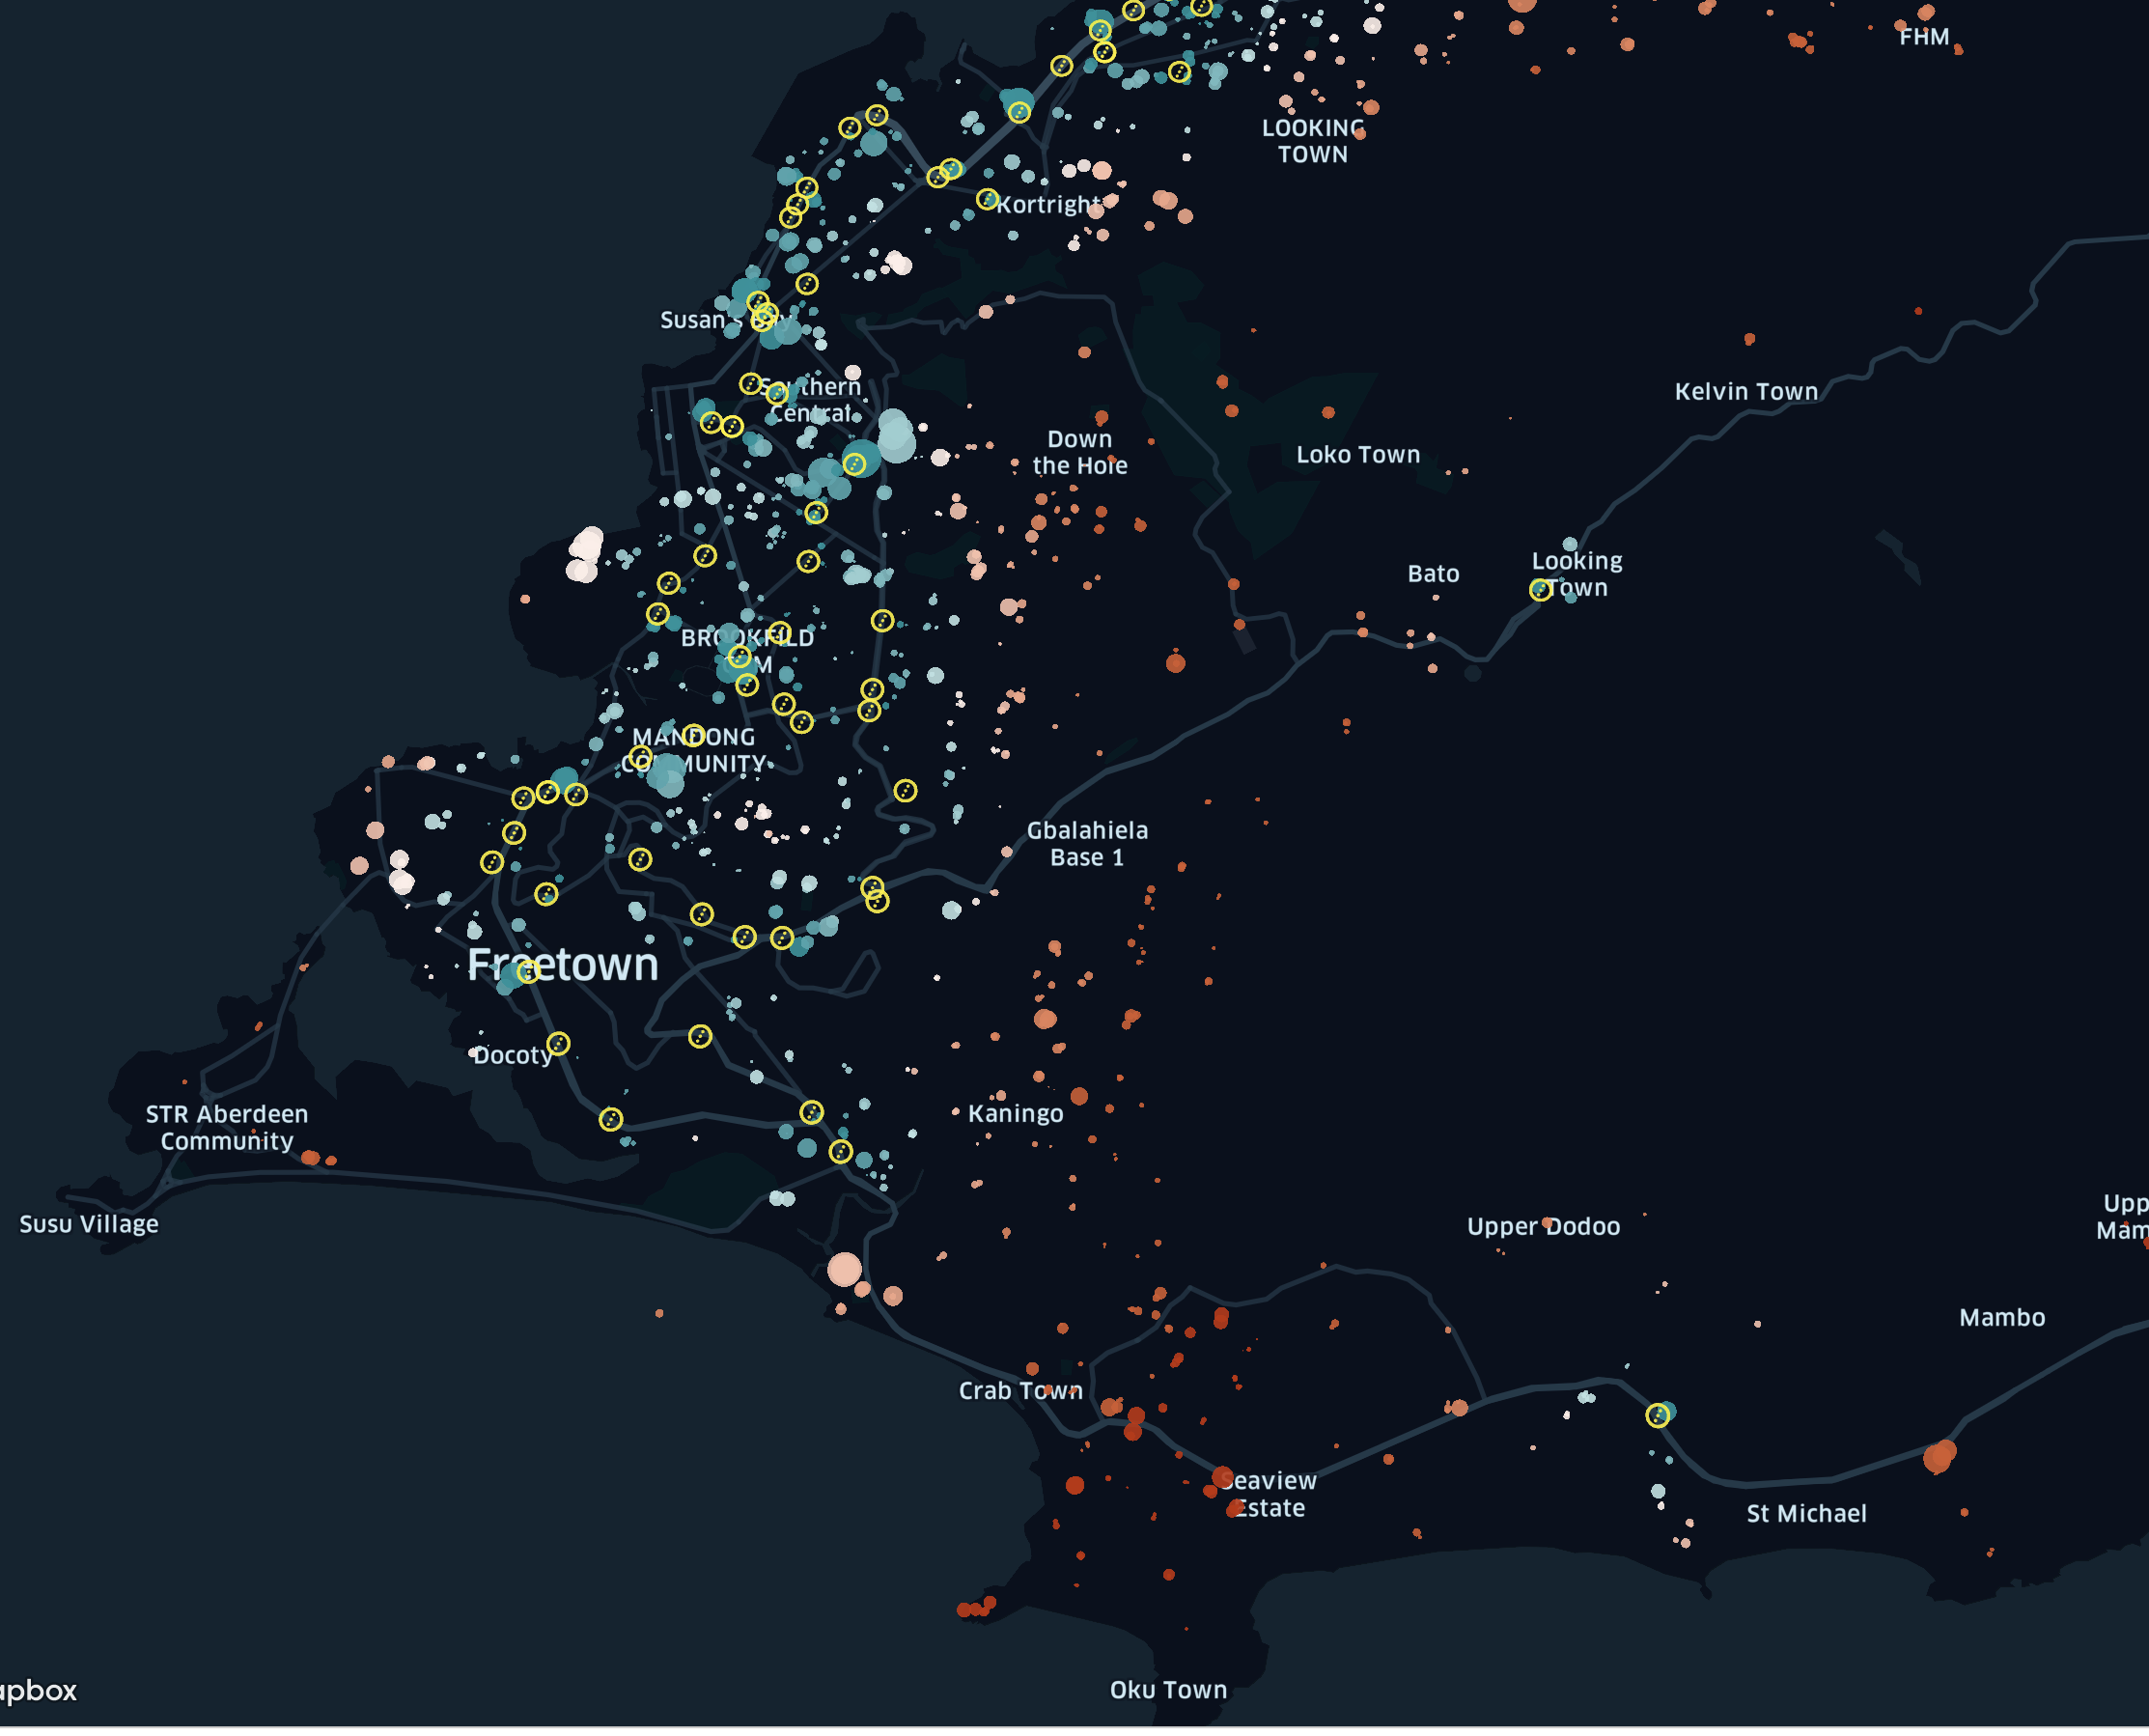 FHM
LOOKING
TOWN
Kortright
Susan's Bay
Southern
Central
Kelvin Town
Down
the Hole
Loko Town
Looking
Town
Bato
BROOKFILD
MANDONG
COMMUNITY
Gbalahiela
Base 1
Freetown
Docoty
STR Aberdeen
Community
Kaningo
Susu Village
Upper Dodoo
Upp
Mam
Mambo
Crab Town
Seaview
Estate
St Michael
Oku Town
apbox